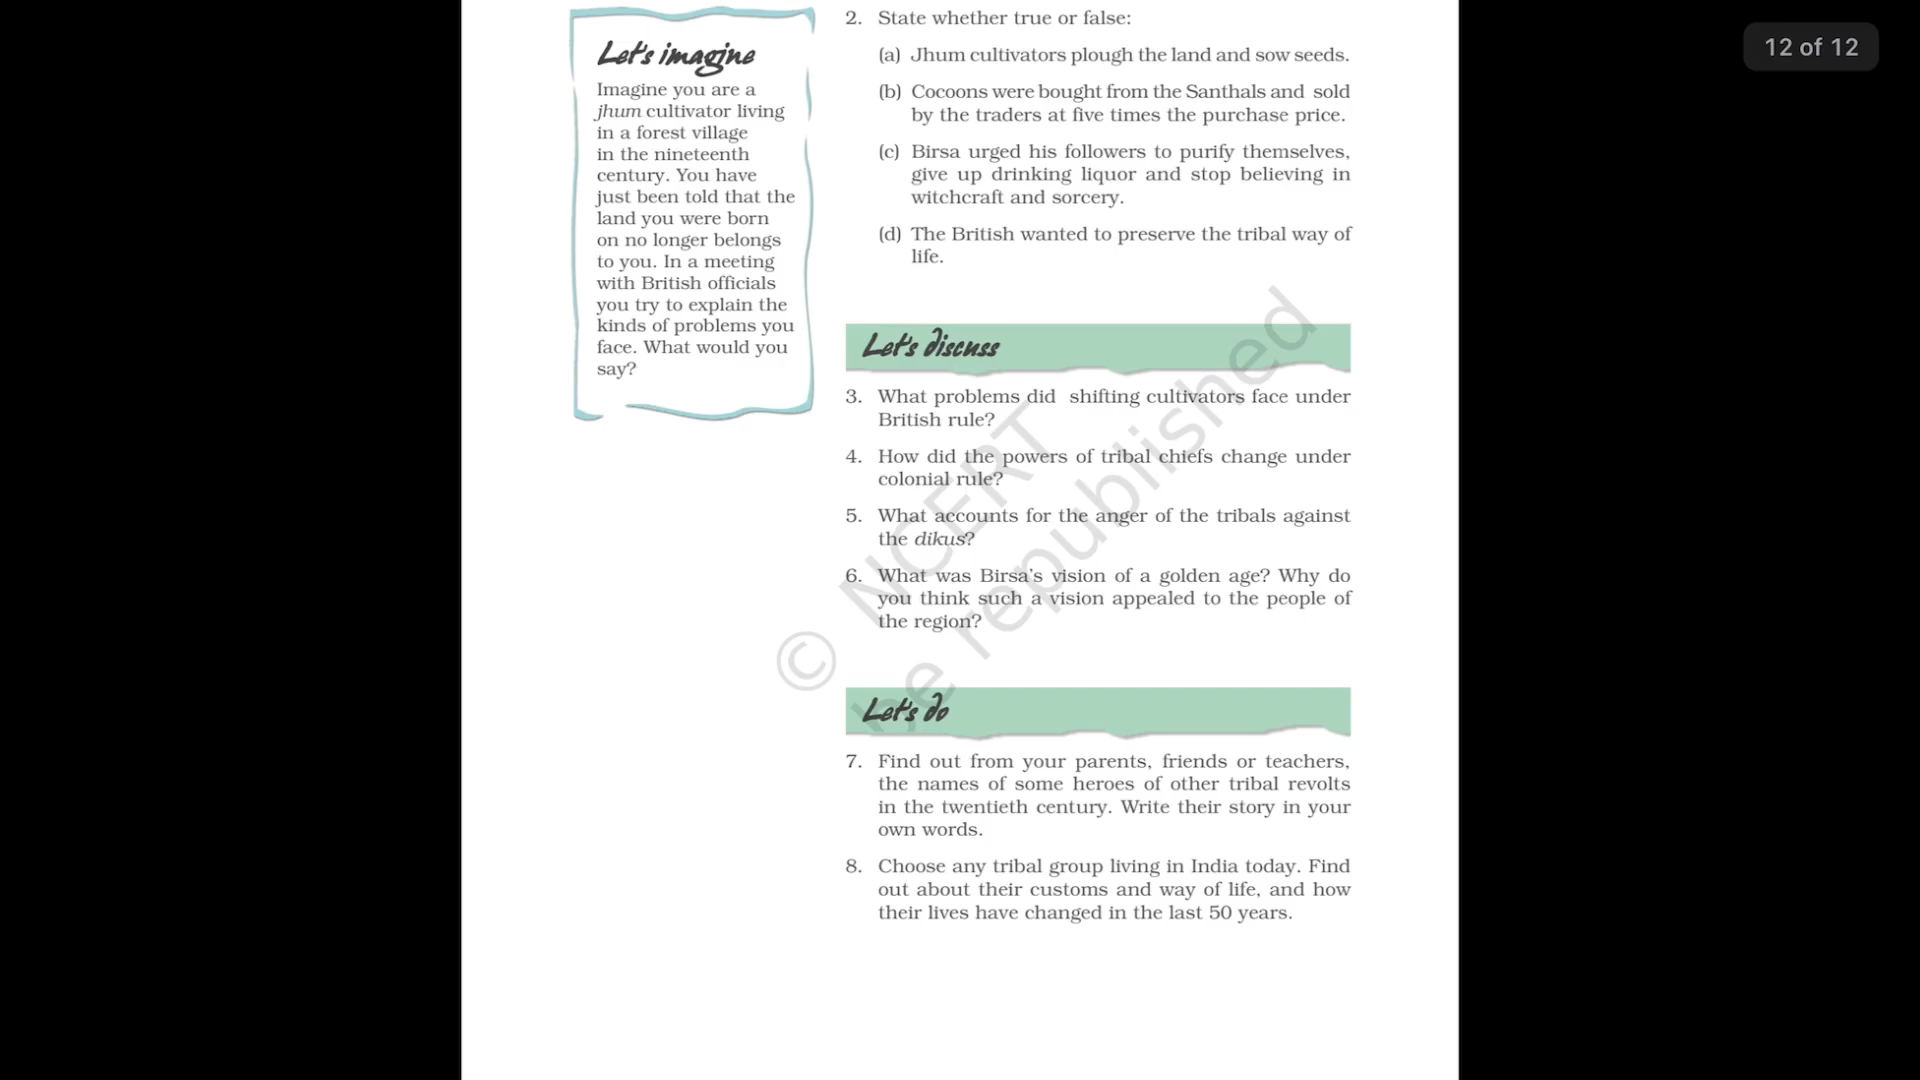 12 of 12
Let's imagine
Imagine you are a
jhum cultivator living
in a forest village
in the nineteenth
century. You have
just been told that the
land you were born
on no longer belongs
to you. In a meeting
with British officials
you try to explain the
kinds of problems you
face. What would you
say?
2. State whether true or false:
(a) Jhum cultivators plough the land and sow seeds.
(b) Cocoons were bought from the Santhals and sold
by the traders at five times the purchase price.
(c) Birsa urged his followers to purify themselves,
give up drinking liquor and stop believing in
witchcraft and sorcery.
(d) The British wanted to preserve the tribal way of
life.
Let's discuss
3. What problems did shifting cultivators face under
British rule?
4. How did the powers of tribal chiefs change under
colonial rule?
5. What accounts for the anger of the tribals against
the dikus?
6. What was Birsa's vision of a golden age? Why do
you think such a vision appealed to the people of
the region?
Let's do
7. Find out from your parents, friends or teachers,
the names of some heroes of other tribal revolts
in the twentieth century. Write their story in your
own words.
8. Choose any tribal group living in India today. Find
out about their customs and way of life, and how
their lives have changed in the last 50 years.
© NCERT
be republished